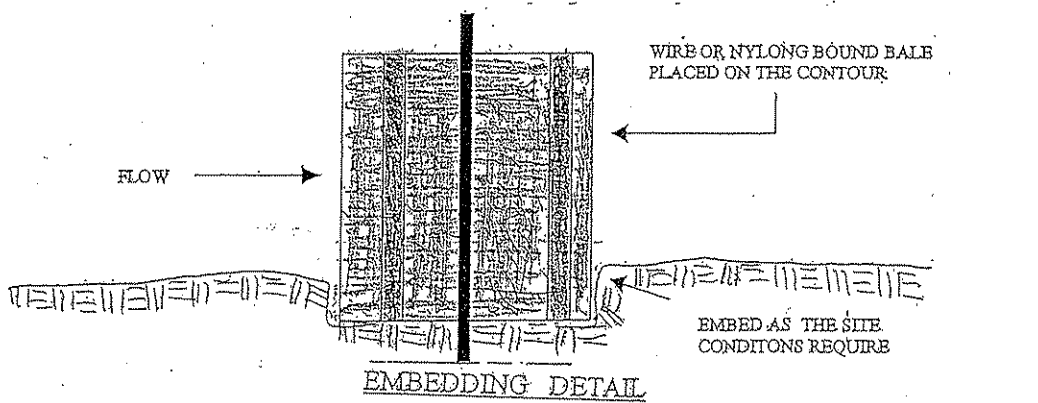 WIRE OR NYLONG BOUND BALE
PLACED ON THE CONTOUR
FLOW
EMBED AS THE SITE
CONDITONS REQUIRE
EMBEDDING DETAIL